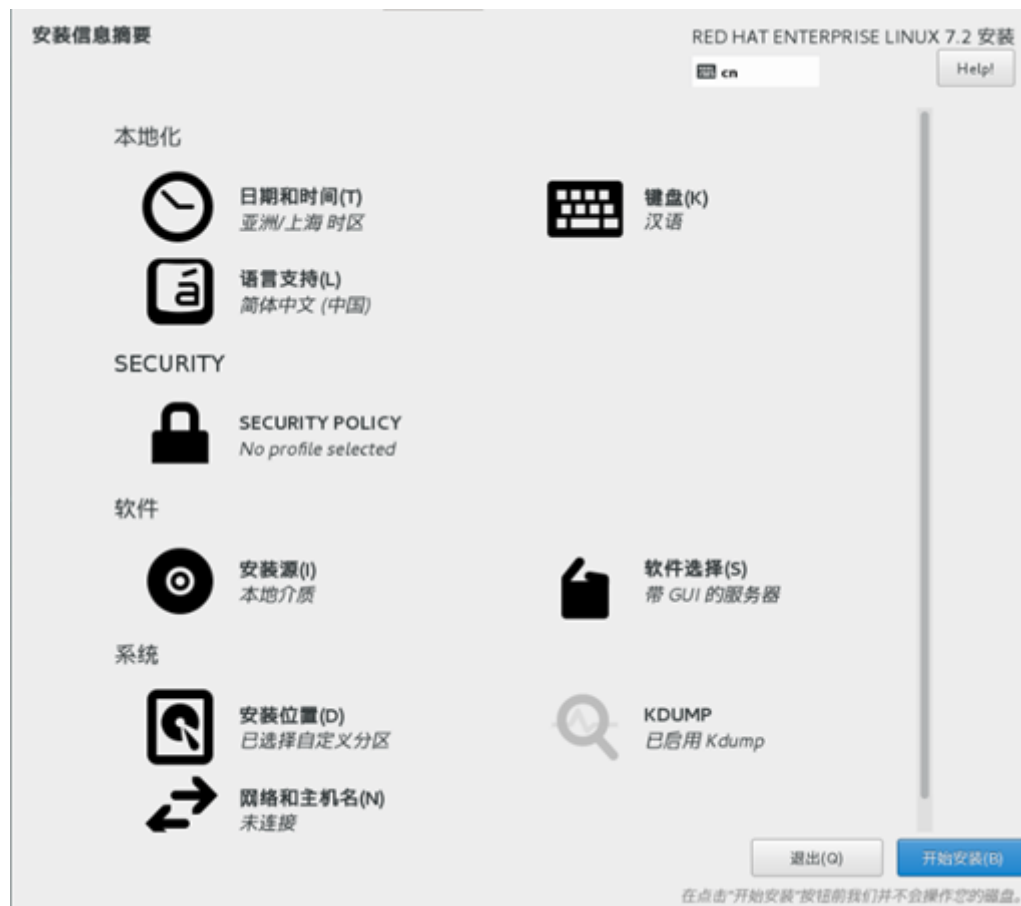 安装信息摘要
RED HAT ENTERPRISE LINUX 7.2 安装
cn
Help!
本地化
日期和时间(T)
亚洲/上海 时区
键盘(K)
汉语
语言支持(L)
简体中文 (中国)
SECURITY
SECURITY POLICY
No profile selected
软件
安装源(I)
本地介质
软件选择(S)
带 GUI 的服务器
系统
安装位置(D)
已选择自定义分区
KDUMP
已启用 Kdump
网络和主机名(N)
未连接
退出(Q)
开始安装(B)
在点击"开始安装"按钮前我们并不会操作您的磁盘。